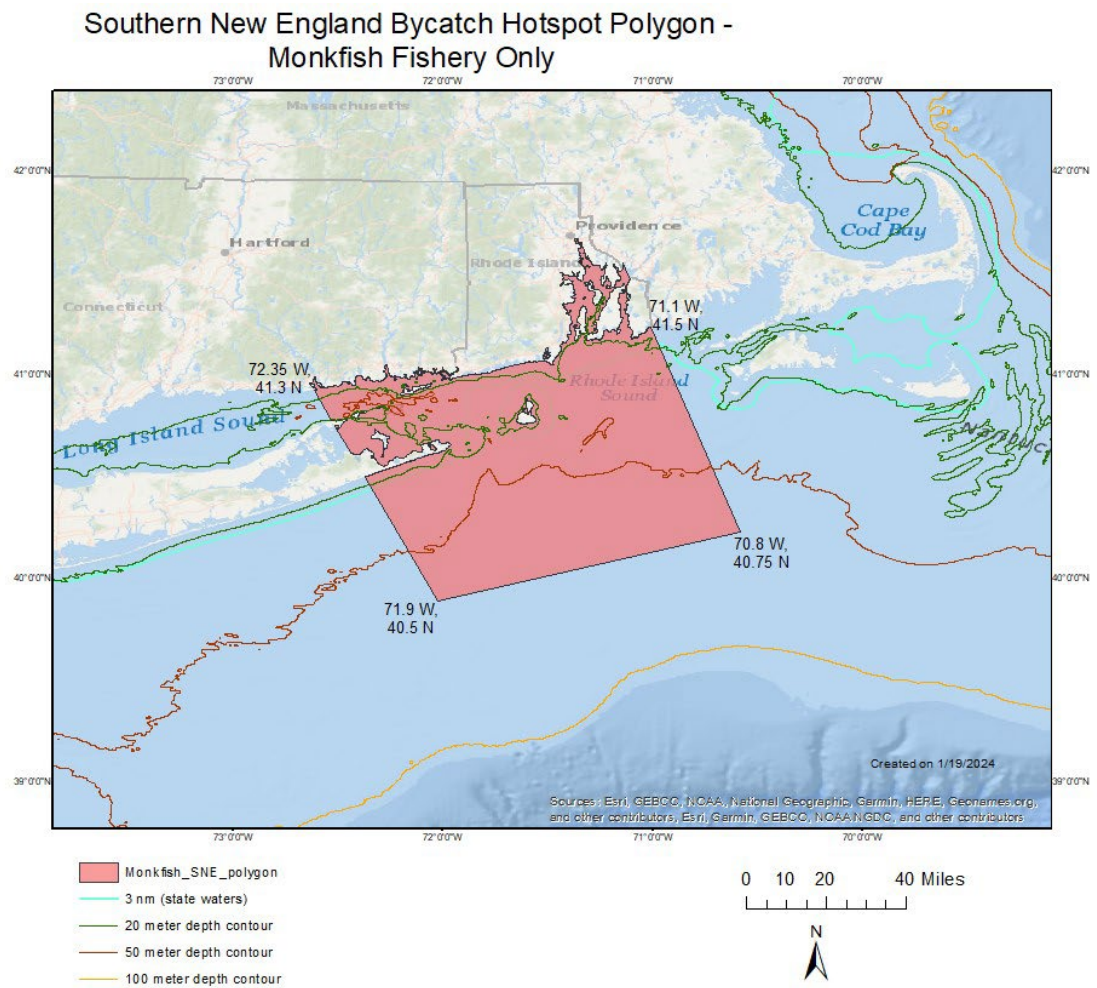 Southern New England Bycatch Hotspot Polygon -
Monkfish Fishery Only
73°0'0"W
72°0'0"W
71°0'0"W
70°0'0"W
Massachusetts
42°0'0"N
42°0'0"N
Cape
Cod Bay
Hartford
Providence
Rhode Island
Connecticut
71.1 W,
41.5 N
72.35 W,
41.3 N
41°0'0"N
41°0'0"N
Rhode Island
Sound
Long Island Sound
70.8 W,
40.75 N
40°0'0"N
40°0'0"N
71.9 W,
40.5 N
Created on 1/19/2024
39°0'0"N
39°0'0"N
Sources: Esri, GEBCO, NOAA, National Geographic, Garmin, HERE, Geonames.org,
and other contributors, Esri, Garmin, GEBCO, NOAA NGDC, and other contributors
73°0'0"W
72°0'0"W
71°0'0"W
70°0'0"W
Monkfish_SNE_polygon
3 nm (state waters)
20 meter depth contour
50 meter depth contour
100 meter depth contour
0 10 20 40 Miles
N